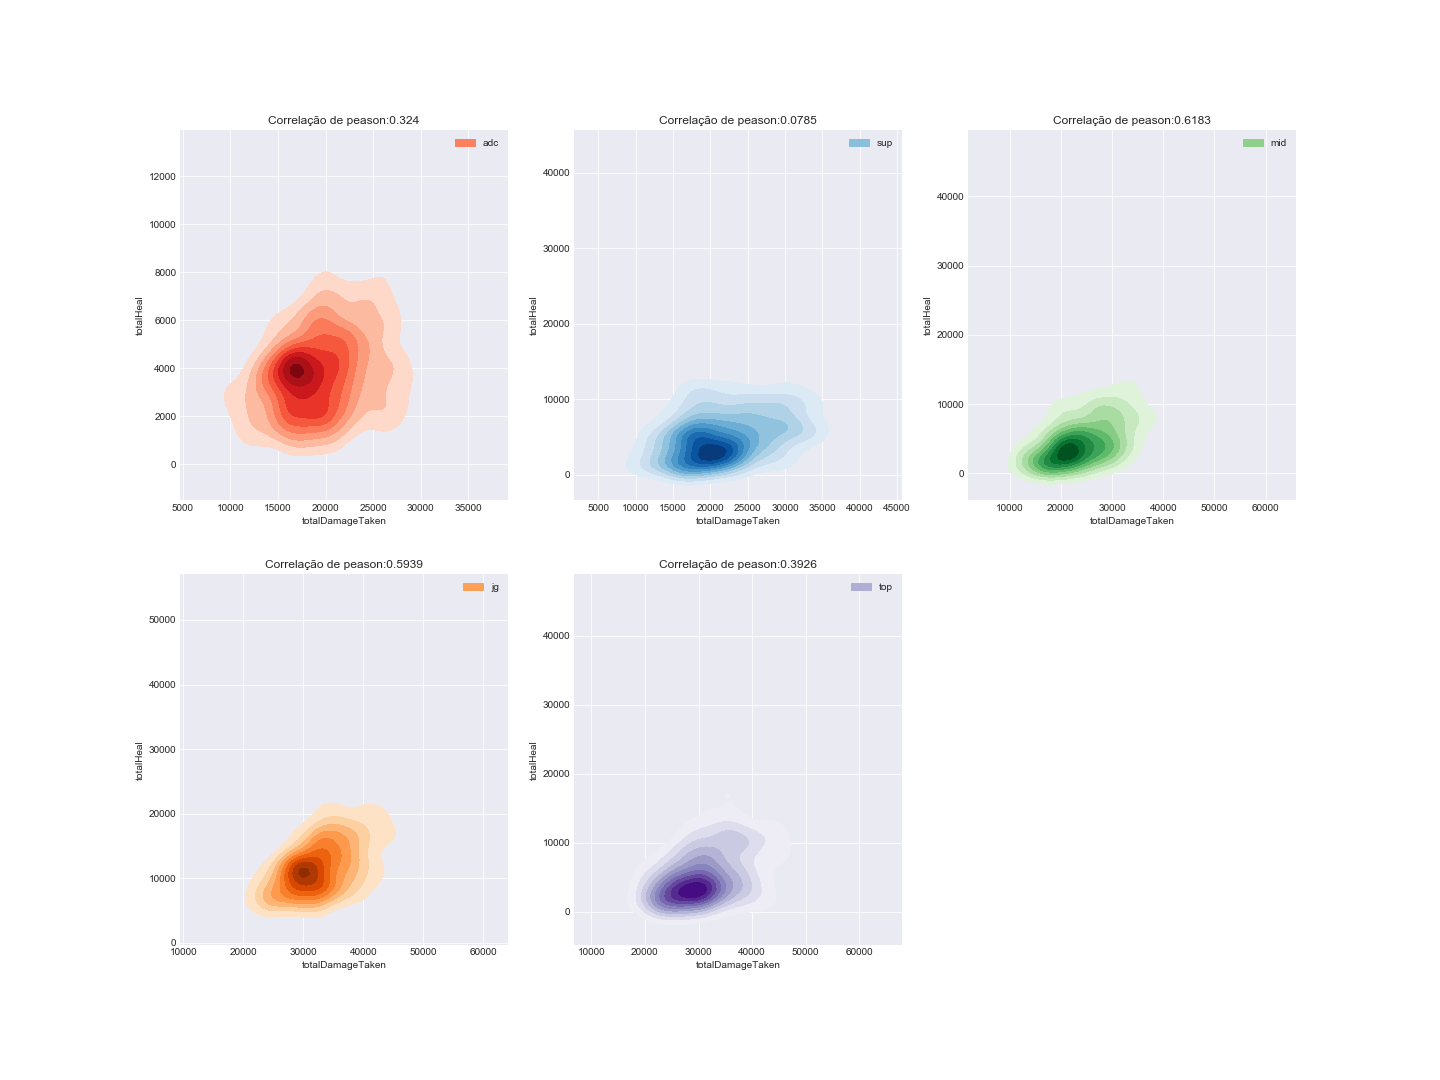 Correlação de peason:0.324
adc
12000
10000
8000
6000
4000
2000
0
totalHeal
5000 10000 15000 20000 25000 30000 35000
totalDamageTaken
Correlação de peason:0.0785
sup
40000
30000
20000
10000
0
totalHeal
5000 10000 15000 20000 25000 30000 35000 40000 45000
totalDamageTaken
Correlação de peason:0.6183
mid
40000
30000
20000
10000
0
totalHeal
10000 20000 30000 40000 50000 60000
totalDamageTaken
Correlação de peason:0.5939
jg
50000
40000
30000
20000
10000
0
totalHeal
10000 20000 30000 40000 50000 60000
totalDamageTaken
Correlação de peason:0.3926
top
40000
30000
20000
10000
0
totalHeal
10000 20000 30000 40000 50000 60000
totalDamageTaken